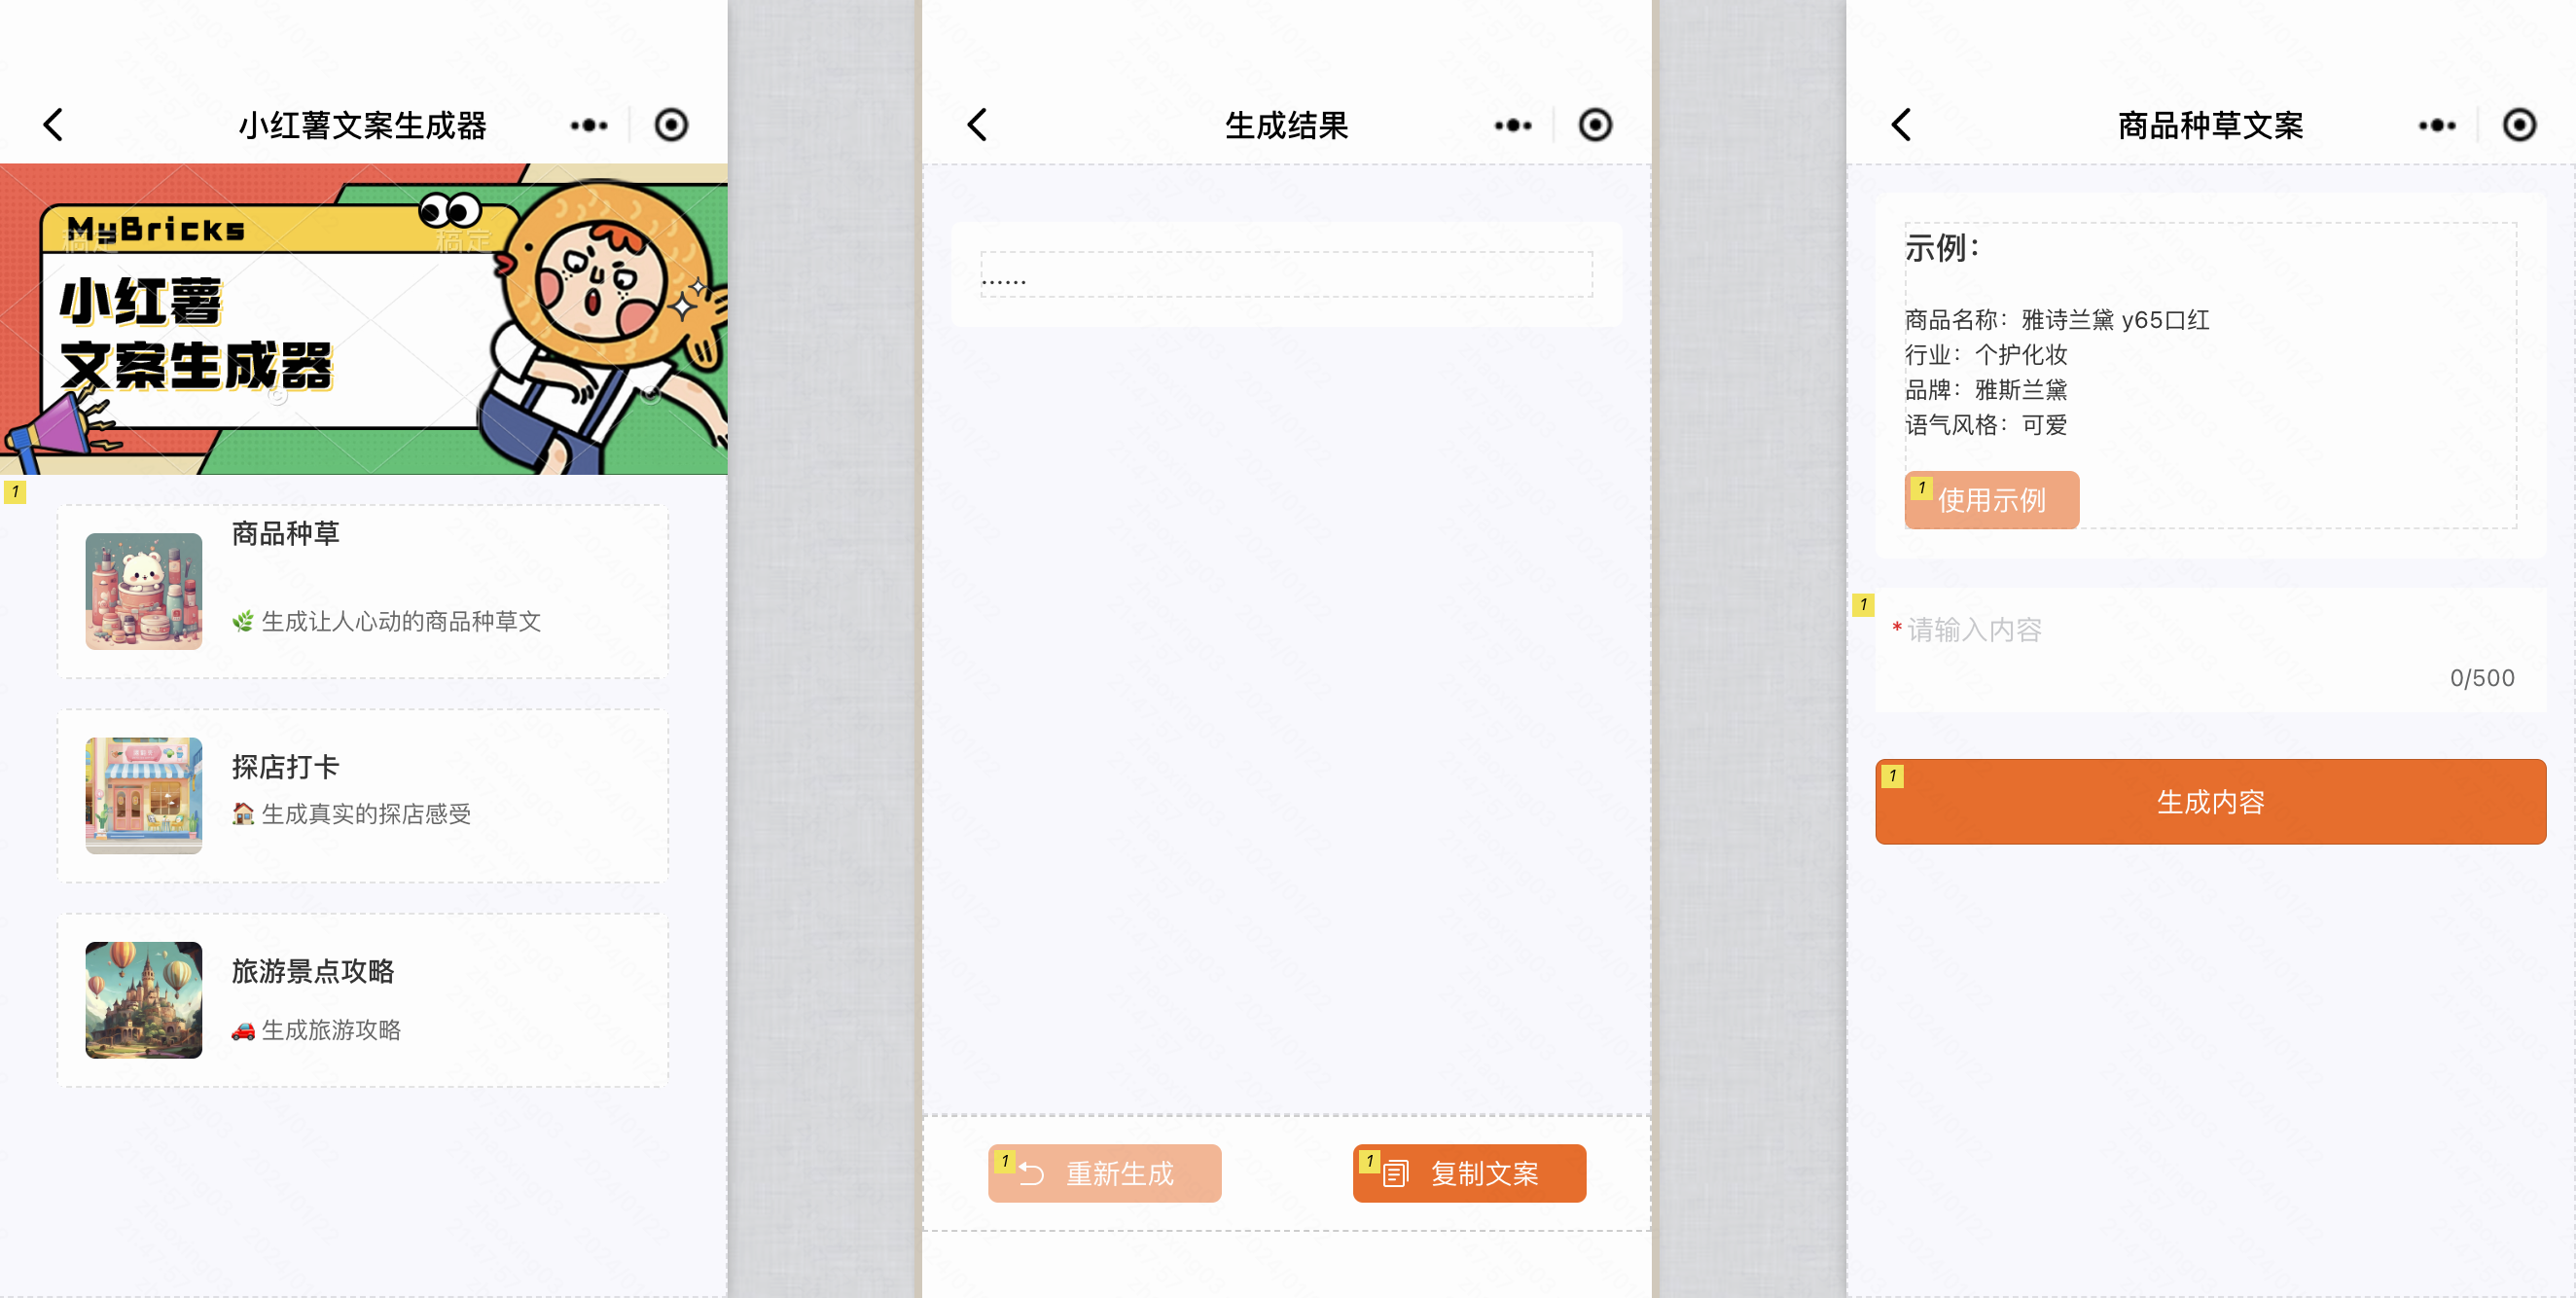 小红薯文案生成器
MyBricks
稿定
稿定
小红薯
文案生成器
1
商品种草
🌿 生成让人心动的商品种草文
探店打卡
🏠 生成真实的探店感受
旅游景点攻略
🚗 生成旅游攻略
生成结果
......
1
重新生成
1
复制文案
商品种草文案
示例：
商品名称：雅诗兰黛 y65口红
行业：个护化妆
品牌：雅斯兰黛
语气风格：可爱
1
使用示例
1
*请输入内容
0/500
1
生成内容